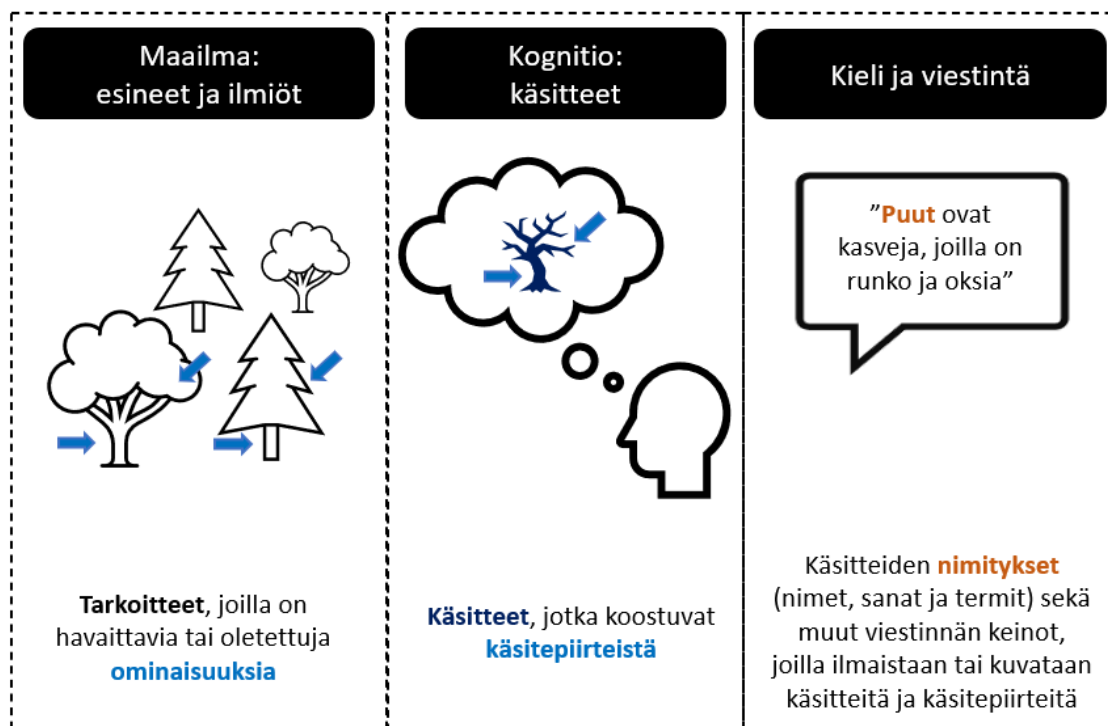 Maailma:
esineet ja ilmiöt
Kognitio:
käsitteet
Kieli ja viestintä
”Puut ovat
kasveja, joilla on
runko ja oksia”
Tarkoitteet, joilla on
havaittavia tai oletettuja
ominaisuuksia
Käsitteet, jotka koostuvat
käsitepiirteistä
Käsitteiden nimitykset
(nimet, sanat ja termit) sekä
muut viestinnän keinot,
joilla ilmaistaan tai kuvataan
käsitteitä ja käsitepiirteitä